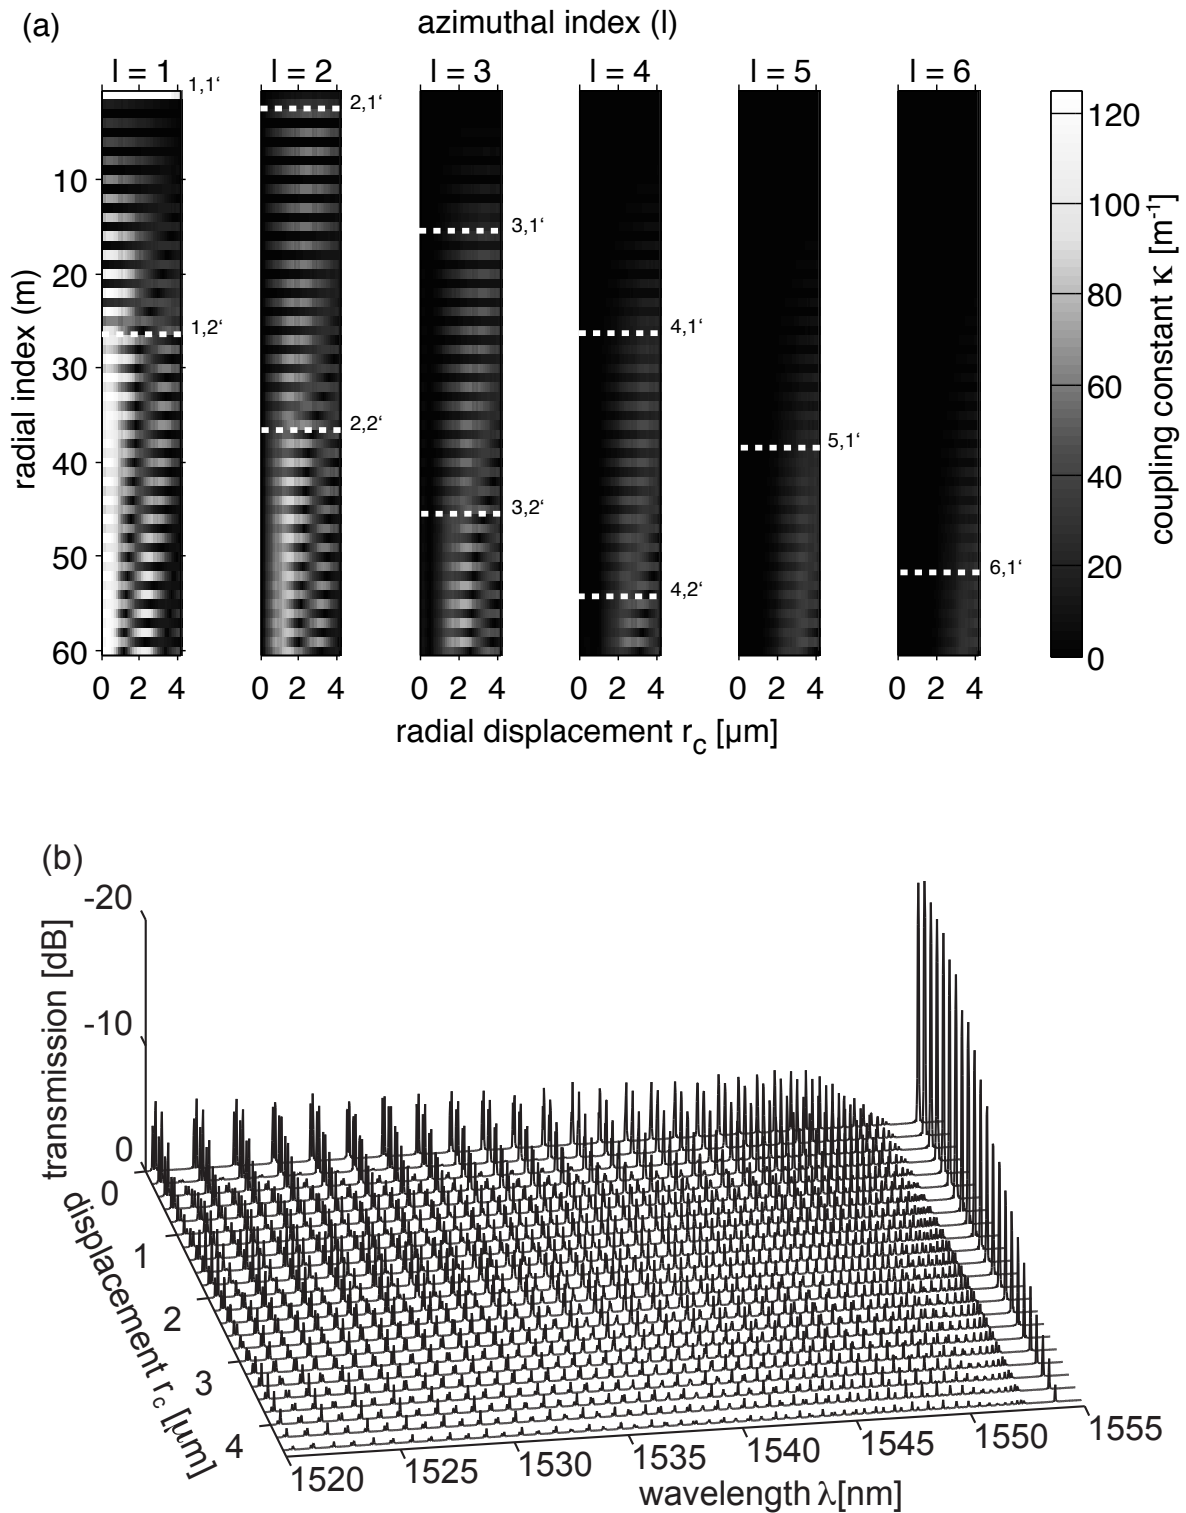 (a)
azimuthal index (l)
l = 1 l = 2 l = 3 l = 4 l = 5 l = 6
1,1‘
2,1‘
120
10
100
3,1‘
20
80
1,2‘
4,1‘
30
60
2,2‘
5,1‘
40
40
3,2‘
50
20
6,1‘
4,2‘
60
0
radial index (m)
coupling constant κ [m-1]
0 2 4 0 2 4 0 2 4 0 2 4 0 2 4 0 2 4
radial displacement rc [µm]
(b)
-20
-10
0
transmission [dB]
0
1
2
3
4
displacement rc [µm]
1520 1525 1530 1535 1540 1545 1550 1555
wavelength λ[nm]